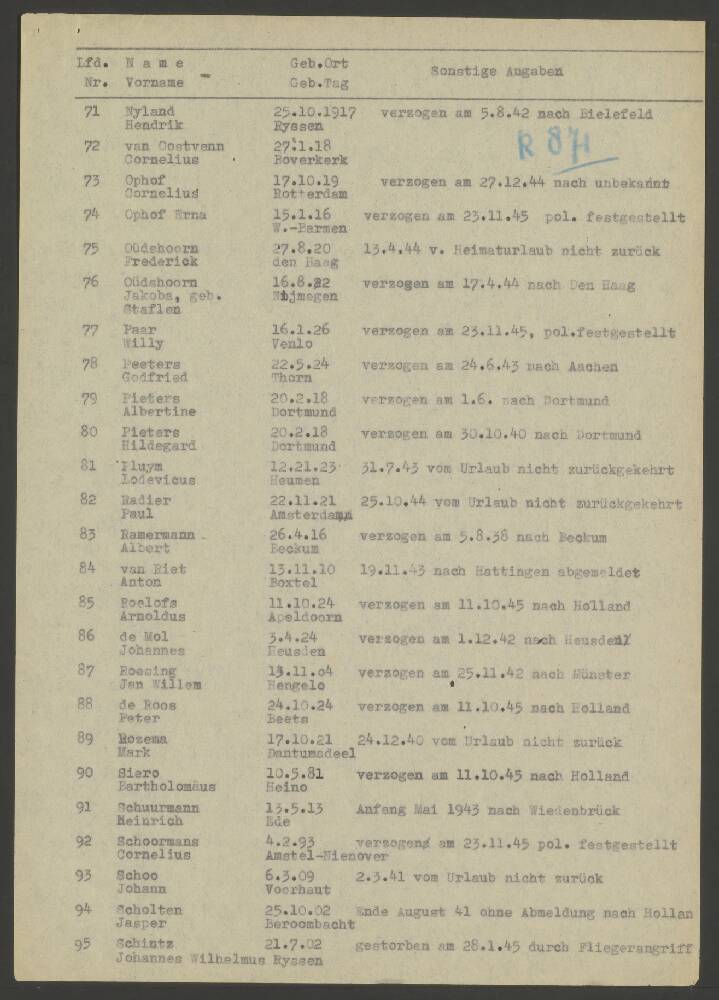 Lfd. Name Geb.Ort Sonstige Angaben
Nr. Vorname Geb.Tag
71 Nyland 25.10.1917 verzogen am 5.8.42 nach Bielefeld
Hendrik Ryssen
R 871
72 van Oostvenn 27.1.18
Cornelius Boverkerk
73 Ophof 17.10.19 verzogen am 27.12.44 nach unbekannt
Cornelius Rotterdam
74 Ophof Erna 15.1.16 verzogen am 23.11.45 pol. festgestellt
W.-Barmen
75 Oudshoorn 27.8.20 13.4.44 v. Heimaturlaub nicht zurück
Frederick den Haag
76 Oudshoorn 16.8.22 verzogen am 17.4.44 nach Den Haag
Jakoba, geb. Nijmegen
Staflen
77 Paar 16.1.26 verzogen am 23.11.45, pol.festgestellt
Willy Venlo
78 Peeters 22.5.24 verzogen am 24.6.43 nach Aachen
Godfried Thorn
79 Pieters 20.2.18 verzogen am 1.6. nach Dortmund
Albertine Dortmund
80 Pieters 20.2.18 verzogen am 30.10.40 nach Dortmund
Hildegard Dortmund
81 Pluym 12.21.23 31.7.43 vom Urlaub nicht zurückgekehrt
Lodevicus Heumen
82 Radier 22.11.21 25.10.44 vom Urlaub nicht zurückgekehrt
Paul Amsterdam
83 Ramermann 26.4.16 verzogen am 5.8.38 nach Beckum
Albert Beckum
84 van Riet 13.11.10 19.11.43 nach Hattingen abgemeldet
Anton Boxtel
85 Roelofs 11.10.24 verzogen am 11.10.45 nach Holland
Arnoldus Apeldoorn
86 de Mol 3.4.24 verzogen am 1.12.42 nach Heusden
Johannes Heusden
87 Roesing 13.11.04 verzogen am 25.11.42 nach Münster
Jan Willem Hengelo
88 de Roos 24.10.24 verzogen am 11.10.45 nach Holland
Peter Beets
89 Rozema 17.10.21 24.12.40 vom Urlaub nicht zurück
Mark Dantumadeel
90 Siero 10.5.81 verzogen am 11.10.45 nach Holland
Bartholomäus Heino
91 Schuurmann 13.5.13 Anfang Mai 1943 nach Wiedenbrück
Heinrich Ede
92 Schoormans 4.2.93 verzogen am 23.11.45 pol. festgestellt
Cornelius Amstel-Nienover
93 Schoo 6.3.09 2.3.41 vom Urlaub nicht zurück
Johann Voorhaut
94 Scholten 25.10.02 Ende August 41 ohne Abmeldung nach Hollan
Jasper Beroombacht
95 Schintz 21.7.02 gestorben am 28.1.45 durch Fliegerangriff
Johannes Wilhelmus Ryssen